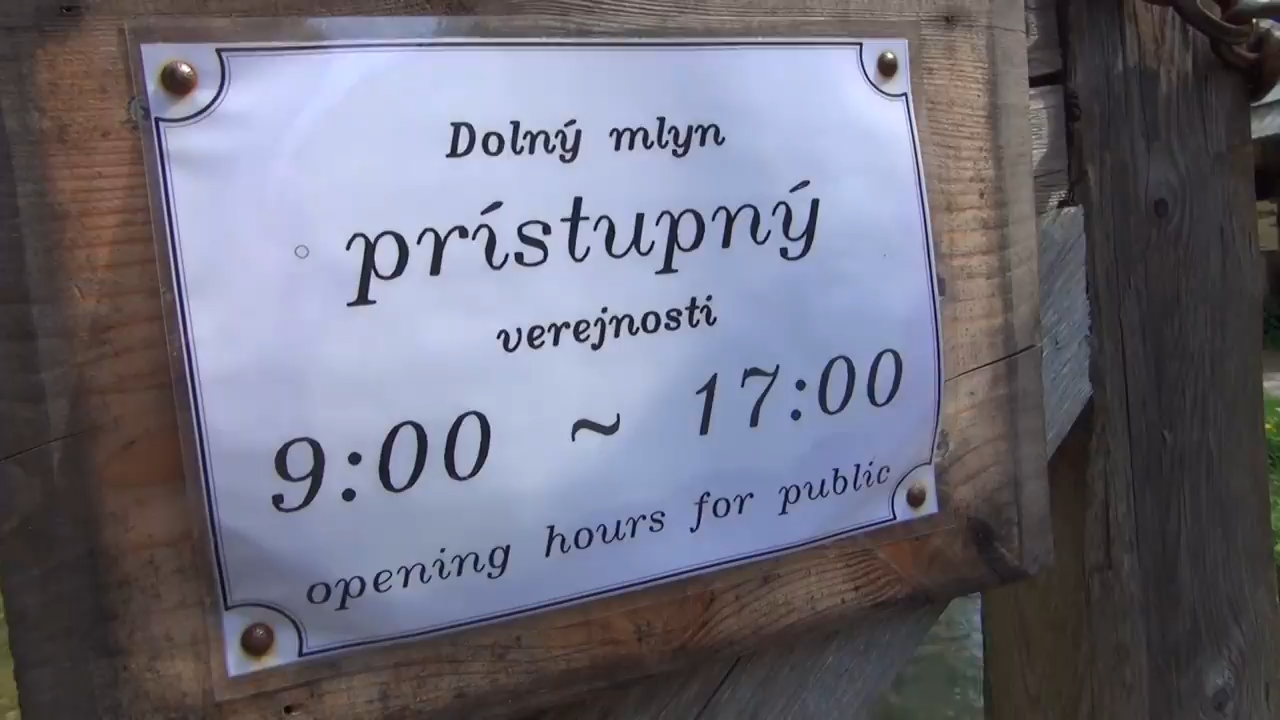 Dolný mlyn
prístupný
verejnosti
9:00 ~ 17:00
opening hours for public